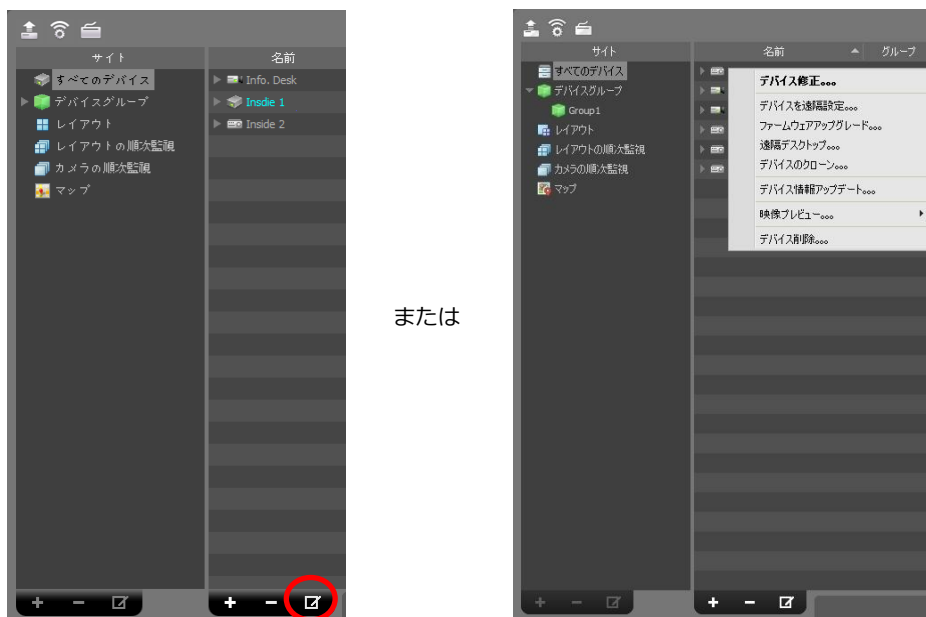 サイト
名前
すべてのデバイス
デバイスグループ
レイアウト
レイアウトの順次監視
カメラの順次監視
マップ
Info. Desk
Insdie 1
Inside 2
または
サイト
名前
グループ
すべてのデバイス
デバイスグループ
Group1
レイアウト
レイアウトの順次監視
カメラの順次監視
マップ
デバイス修正...
デバイスを遠隔設定...
ファームウェアアップグレード...
遠隔デスクトップ...
デバイスのクローン...
デバイス情報アップデート...
映像プレビュー...
デバイス削除...